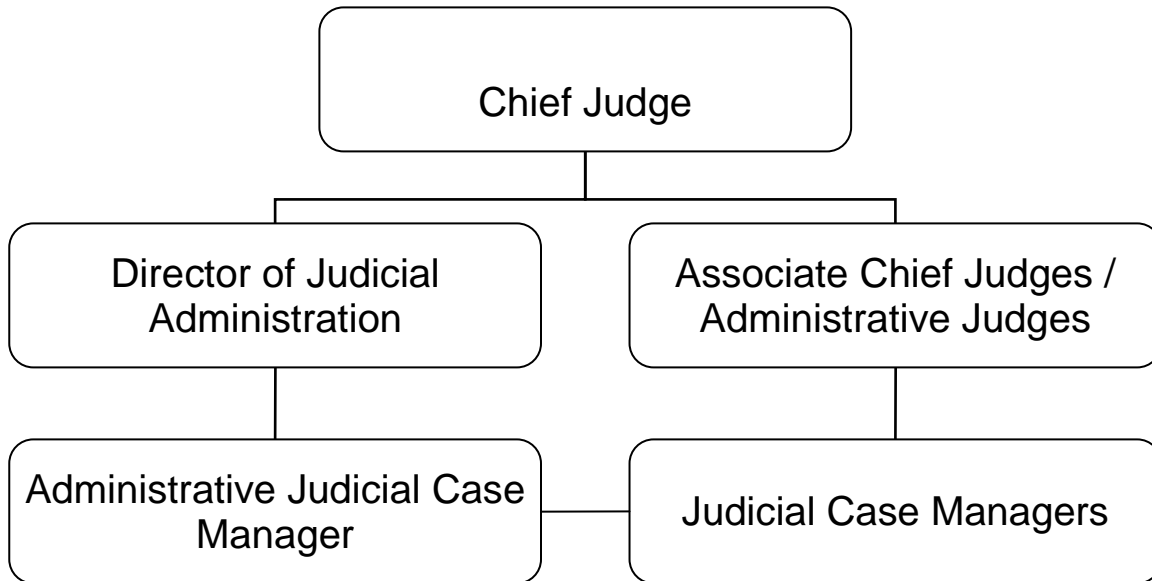 Chief Judge
Director of Judicial
Administration
Associate Chief Judges /
Administrative Judges
Administrative Judicial Case
Manager
Judicial Case Managers